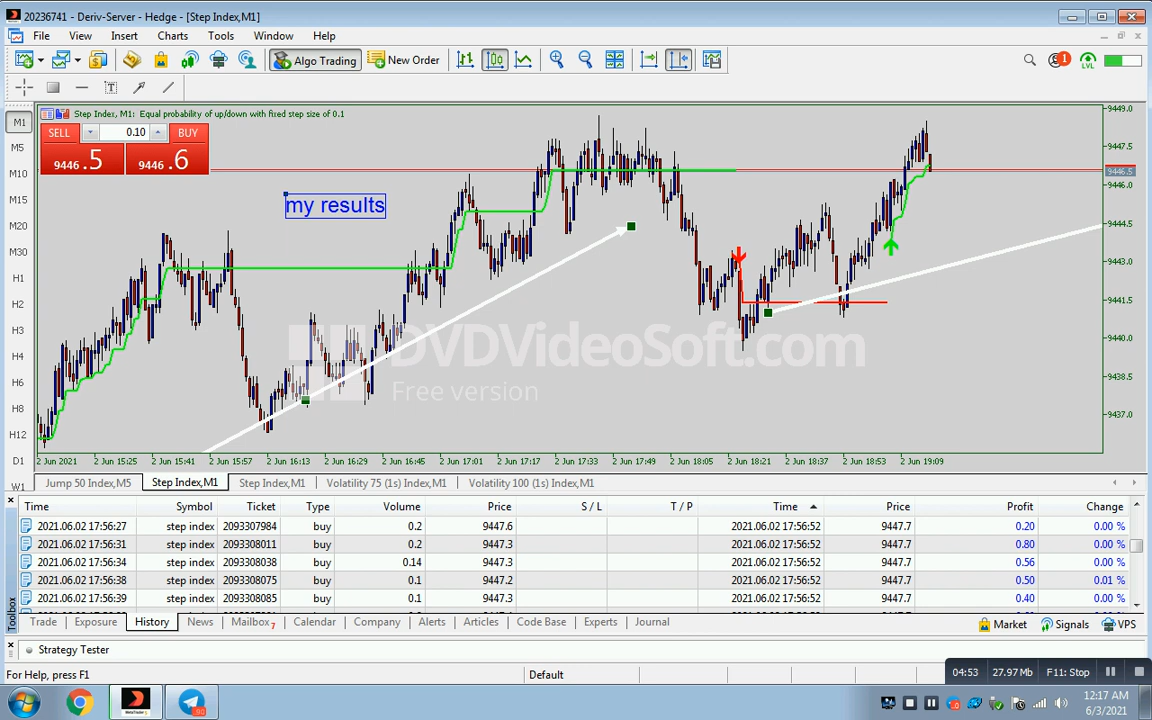 20236741 - Deriv-Server - Hedge - [Step Index,M1]
File View Insert Charts Tools Window Help
Algo Trading New Order 1 LVL
M1
M5
M10
M15
M20
M30
H1
H2
H3
H4
H6
H8
H12
D1
W1
Step Index, M1: Equal probability of up/down with fixed step size of 0.1
SELL 0.10 BUY
9446 .5 9446 .6
my results
9449.0
9447.5
9446.5
9446.0
9444.5
9443.0
9441.5
9440.0
9438.5
9437.0
DVDVideoSoft.com
Free version
2 Jun 2021 2 Jun 15:25 2 Jun 15:41 2 Jun 15:57 2 Jun 16:13 2 Jun 16:29 2 Jun 16:45 2 Jun 17:01 2 Jun 17:17 2 Jun 17:33 2 Jun 17:49 2 Jun 18:05 2 Jun 18:21 2 Jun 18:37 2 Jun 18:53 2 Jun 19:09
Jump 50 Index,M5 Step Index,M1 Step Index,M1 Volatility 75 (1s) Index,M1 Volatility 100 (1s) Index,M1
Time Symbol Ticket Type Volume Price S / L T / P Time Price Profit Change
2021.06.02 17:56:27 step index 2093307984 buy 0.2 9447.6 2021.06.02 17:56:52 9447.7 0.20 0.00 %
2021.06.02 17:56:31 step index 2093308011 buy 0.2 9447.3 2021.06.02 17:56:52 9447.7 0.80 0.00 %
2021.06.02 17:56:34 step index 2093308038 buy 0.14 9447.3 2021.06.02 17:56:52 9447.7 0.56 0.00 %
2021.06.02 17:56:38 step index 2093308075 buy 0.1 9447.2 2021.06.02 17:56:52 9447.7 0.50 0.01 %
2021.06.02 17:56:39 step index 2093308085 buy 0.1 9447.3 2021.06.02 17:56:52 9447.7 0.40 0.00 %
Toolbox
Trade Exposure History News Mailbox 7 Calendar Company Alerts Articles Code Base Experts Journal Market Signals VPS
Strategy Tester
For Help, press F1 Default
04:53 27.97 Mb F11: Stop
12:17 AM
6/3/2021